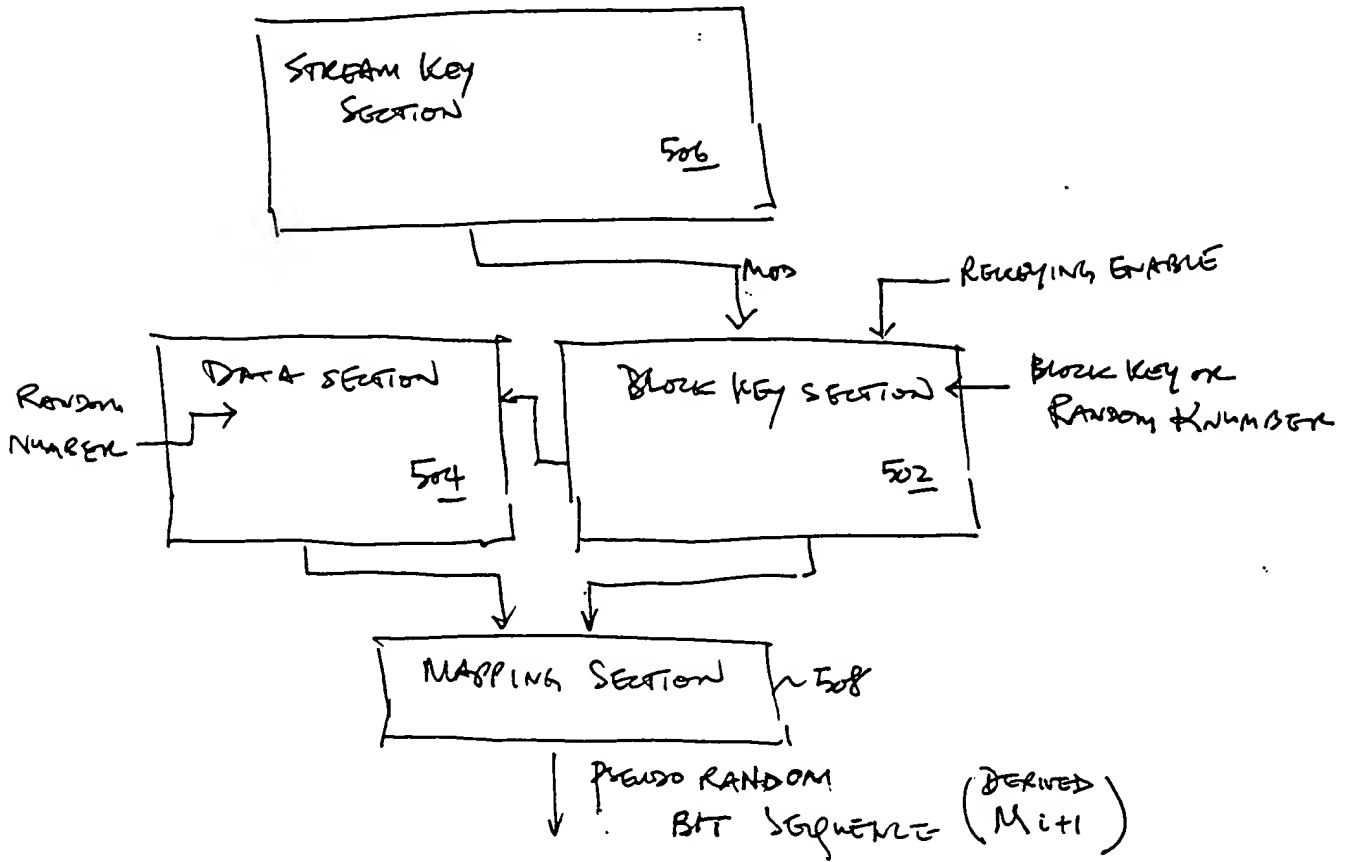 STREAM KEY
SECTION
506
MOD
REKEYING ENABLE
DATA SECTION
504
RANDOM
NUMBER
BLOCK KEY SECTION
502
BLOCK KEY OR
RANDOM KNUMBER
MAPPING SECTION
508
PSEUDO RANDOM
BIT SEQUENCE (DERIVED
Mi+1)